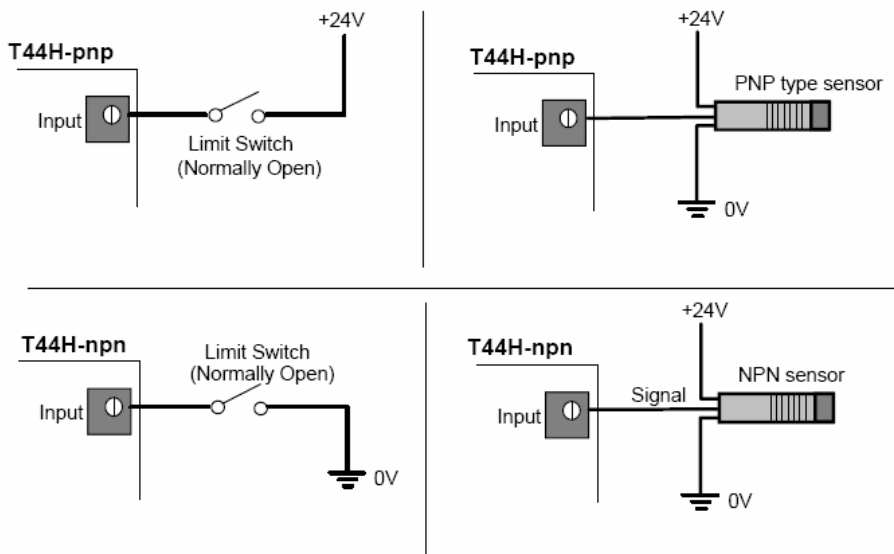 +24V
T44H-pnp
Input
Limit Switch
(Normally Open)
+24V
T44H-pnp
PNP type sensor
Input
0V
T44H-npn
Limit Switch
(Normally Open)
Input
0V
+24V
T44H-npn
NPN sensor
Signal
Input
0V